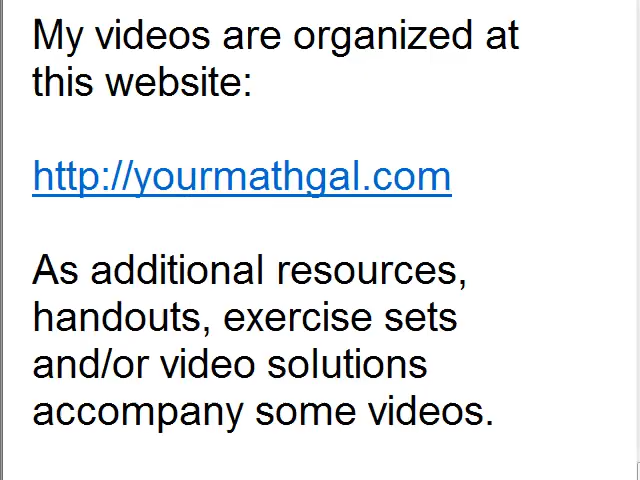 My videos are organized at
this website:
http://yourmathgal.com
As additional resources,
handouts, exercise sets
and/or video solutions
accompany some videos.